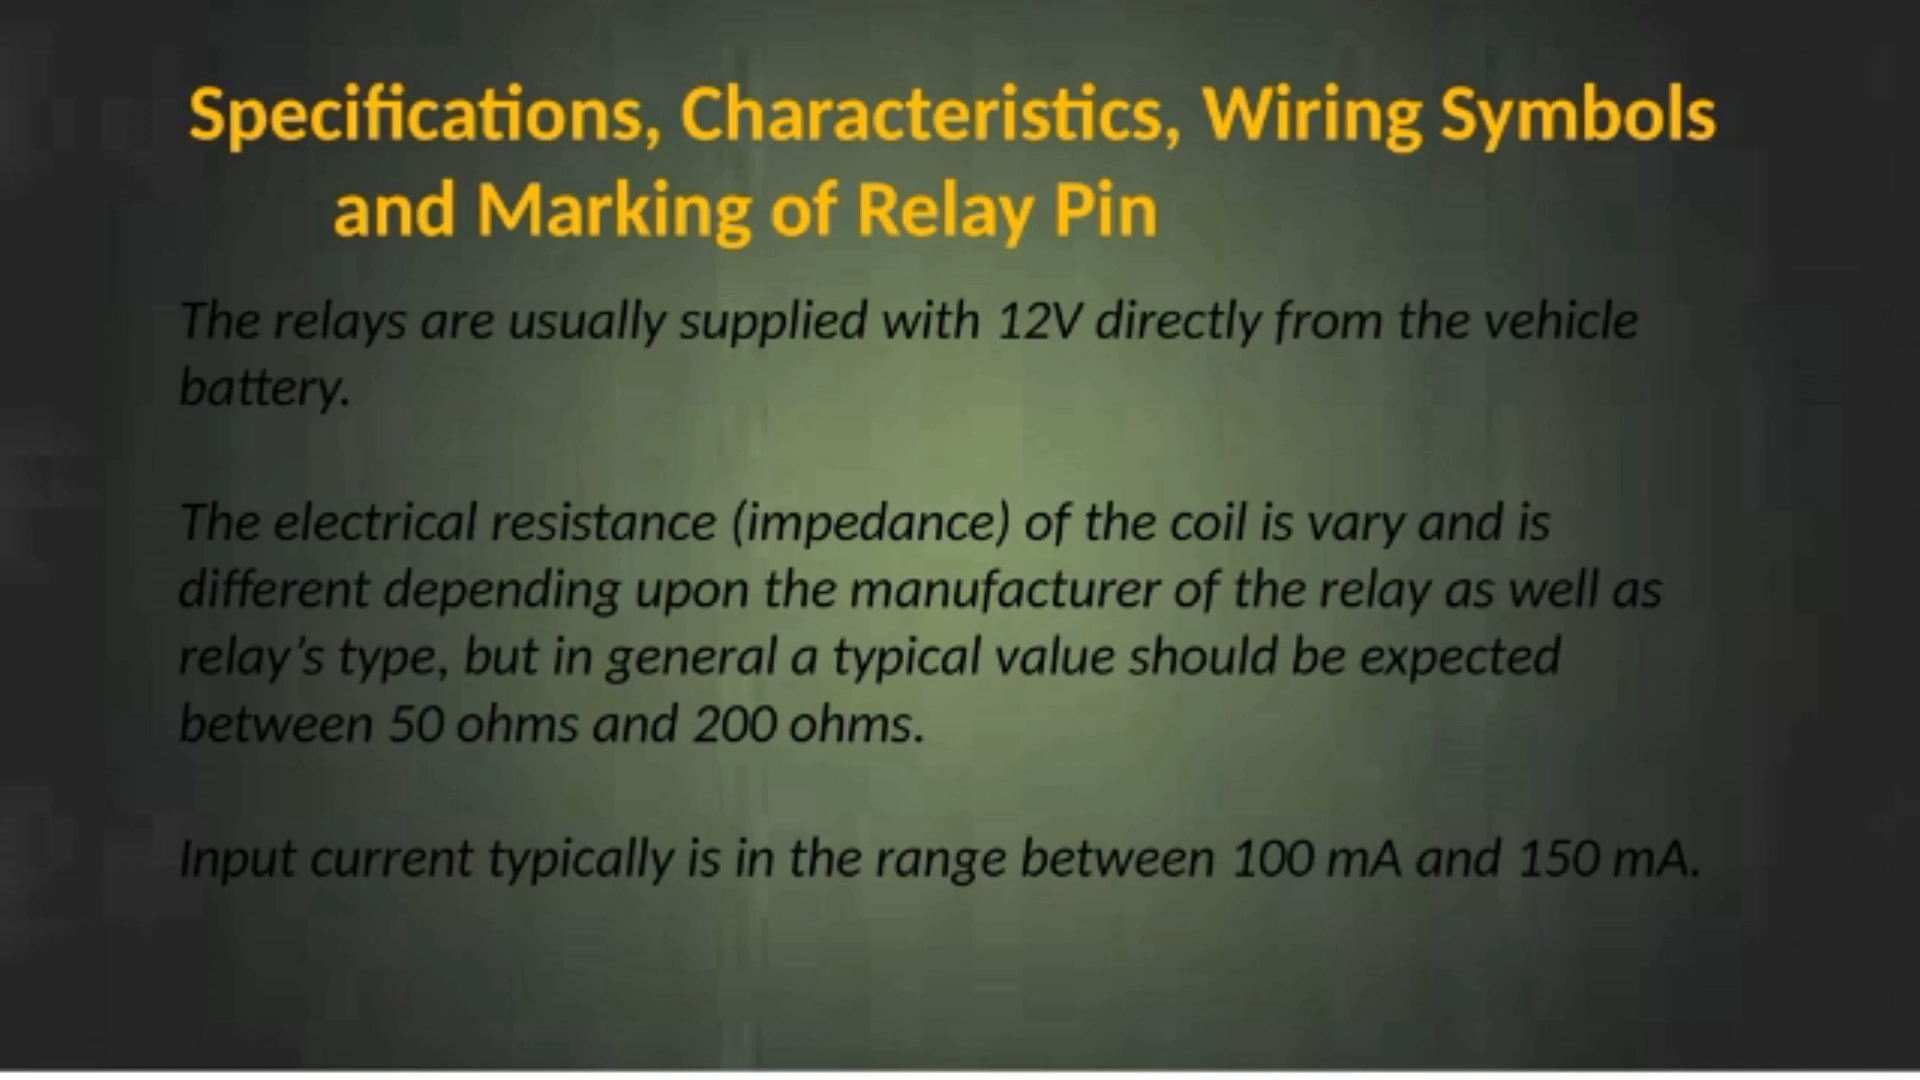 Specifications, Characteristics, Wiring Symbols
and Marking of Relay Pin
The relays are usually supplied with 12V directly from the vehicle
battery.
The electrical resistance (impedance) of the coil is vary and is
different depending upon the manufacturer of the relay as well as
relay’s type, but in general a typical value should be expected
between 50 ohms and 200 ohms.
Input current typically is in the range between 100 mA and 150 mA.